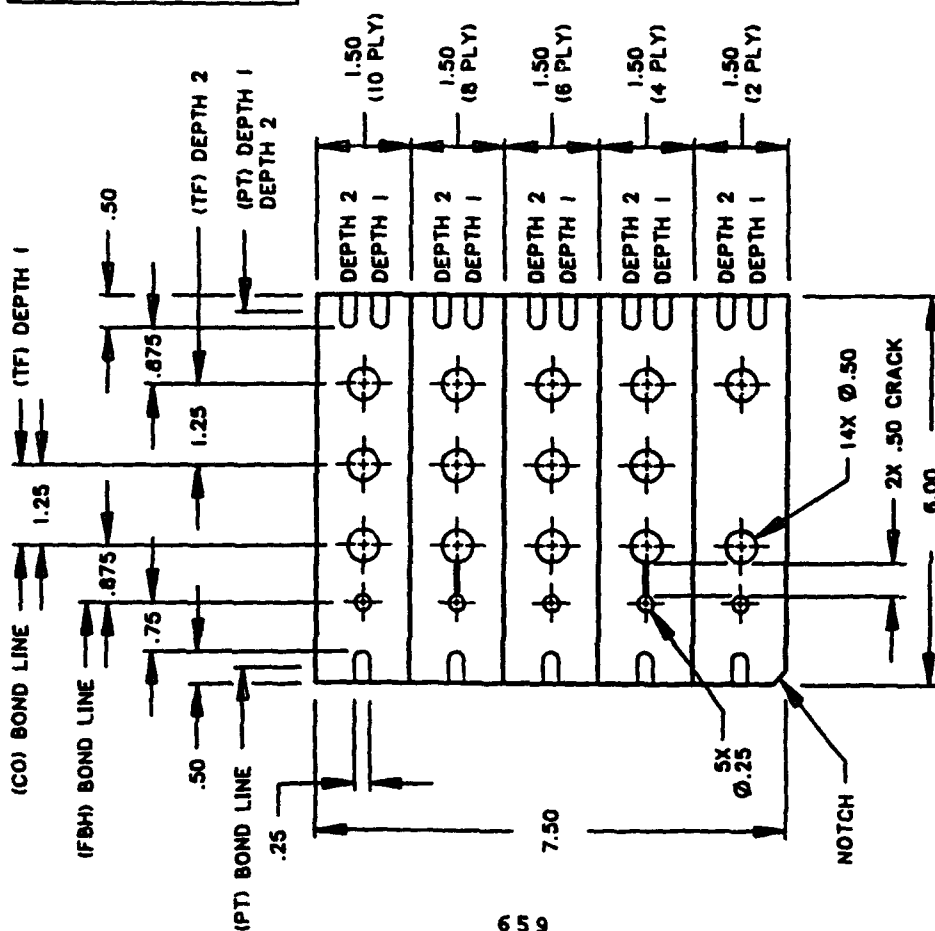 (CO) BOND LINE
(TF) DEPTH 1
1.25
(FBH) BOND LINE
.875
.50
.75
.875
(TF) DEPTH 2
.50
1.25
(PT) DEPTH 1
DEPTH 2
(PT) BOND LINE
.25
DEPTH 2
DEPTH 1
1.50
(10 PLY)
DEPTH 2
DEPTH 1
1.50
(8 PLY)
DEPTH 2
DEPTH 1
1.50
(6 PLY)
DEPTH 2
DEPTH 1
1.50
(4 PLY)
DEPTH 2
DEPTH 1
1.50
(2 PLY)
7.50
5X
Ø.25
14X Ø.50
2X .50 CRACK
NOTCH
6.00
659